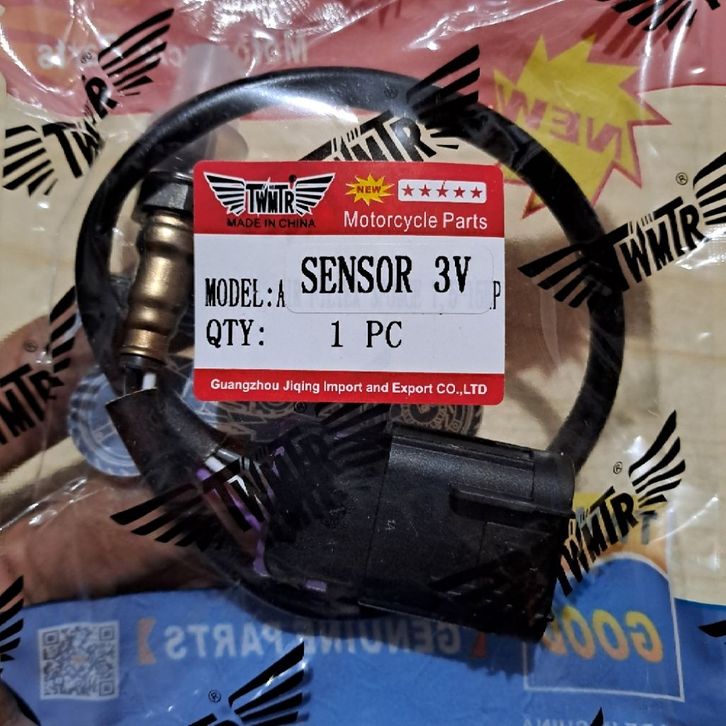 TWMTR
MADE IN CHINA
NEW
Motorcycle Parts
MODEL:A
SENSOR 3V
P
QTY: 1 PC
Guangzhou Jiqing Import and Export CO.,LTD
NEW
TWMTR
TWMTR
TWMTR
TWMTR
TWMTR
TWMTR
GOOD
GENUINE PARTS